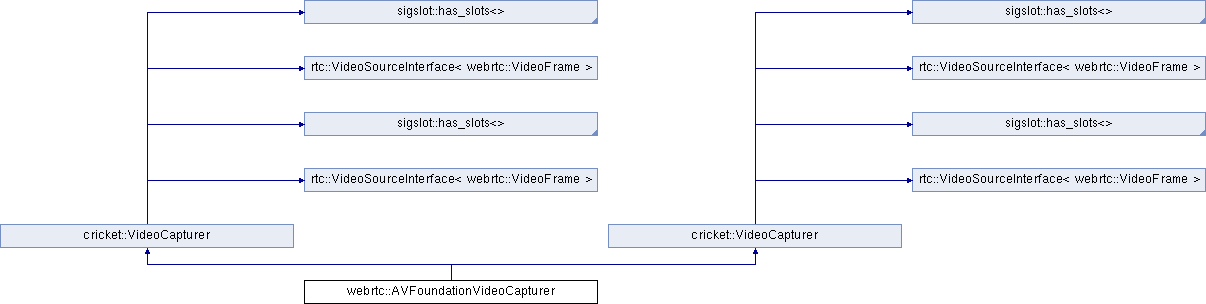 sigslot::has_slots<> sigslot::has_slots<>
rtc::VideoSourceInterface< webrtc::VideoFrame > rtc::VideoSourceInterface< webrtc::VideoFrame >
sigslot::has_slots<> sigslot::has_slots<>
rtc::VideoSourceInterface< webrtc::VideoFrame > rtc::VideoSourceInterface< webrtc::VideoFrame >
cricket::VideoCapturer cricket::VideoCapturer
webrtc::AVFoundationVideoCapturer